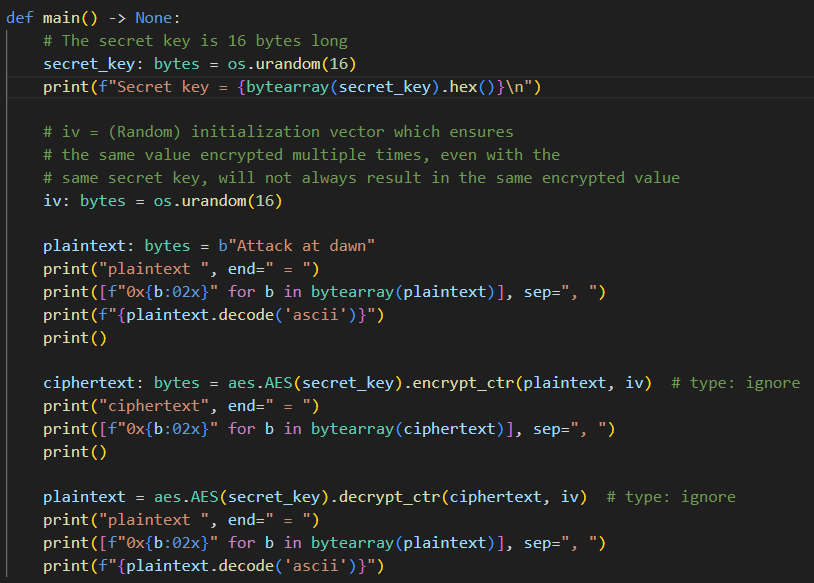 def main() -> None:
    # The secret key is 16 bytes long
    secret_key: bytes = os.urandom(16)
    print(f"Secret key = {bytearray(secret_key).hex()}\n")

    # iv = (Random) initialization vector which ensures
    # the same value encrypted multiple times, even with the
    # same secret key, will not always result in the same encrypted value
    iv: bytes = os.urandom(16)

    plaintext: bytes = b"Attack at dawn"
    print("plaintext ", end=" = ")
    print([f"0x{b:02x}" for b in bytearray(plaintext)], sep=", ")
    print(f"{plaintext.decode('ascii')}")
    print()

    ciphertext: bytes = aes.AES(secret_key).encrypt_ctr(plaintext, iv)  # type: ignore
    print("ciphertext", end=" = ")
    print([f"0x{b:02x}" for b in bytearray(ciphertext)], sep=", ")
    print()

    plaintext = aes.AES(secret_key).decrypt_ctr(ciphertext, iv)  # type: ignore
    print("plaintext ", end=" = ")
    print([f"0x{b:02x}" for b in bytearray(plaintext)], sep=", ")
    print(f"{plaintext.decode('ascii')}")